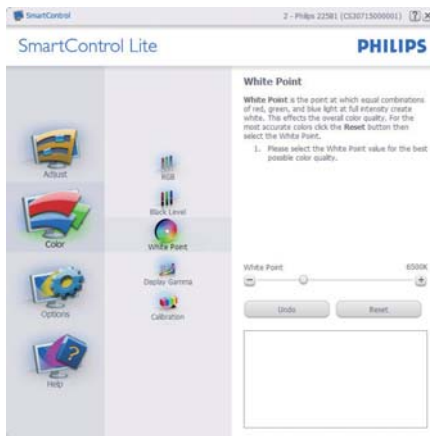 SmartControl
2 - Philips 225B1 (CS30715000001)
SmartControl Lite
PHILIPS
White Point
White Point is the point at which equal combinations
of red, green, and blue light at full intensity create
white. This effects the overall color quality. For the
most accurate colors click the Reset button then
select the White Point.
1. Please select the White Point value for the best
possible color quality.
Adjust
Color
Options
Help
RGB
Black Level
White Point
Display Gamma
Calibration
White Point
6500K
Undo
Reset